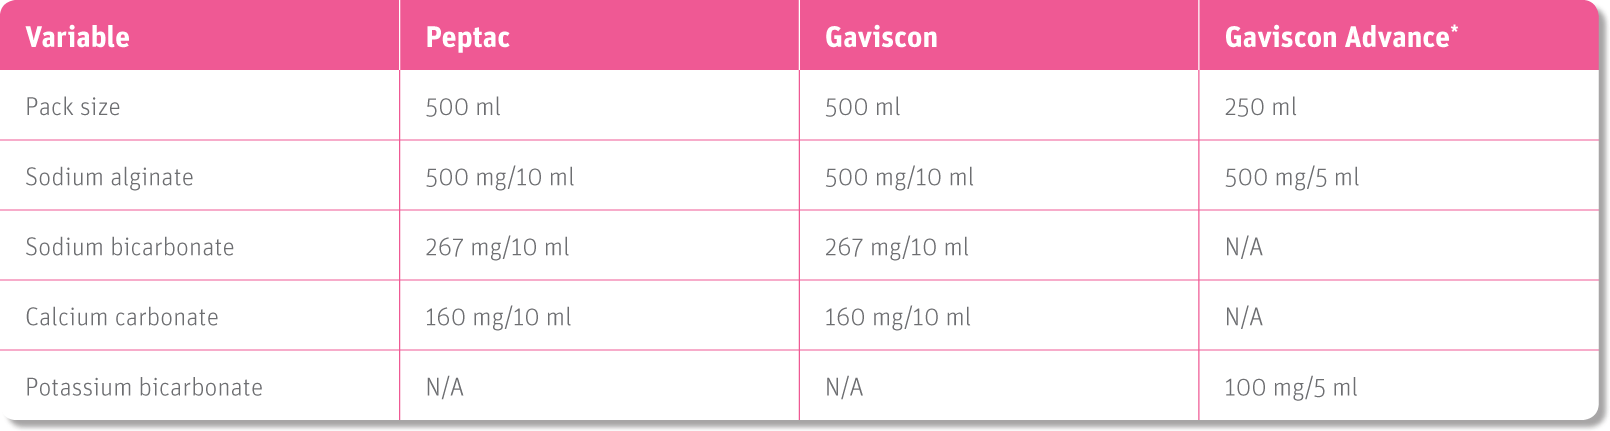 Variable Peptac Gaviscon Gaviscon Advance*
Pack size 500 ml 500 ml 250 ml
Sodium alginate 500 mg/10 ml 500 mg/10 ml 500 mg/5 ml
Sodium bicarbonate 267 mg/10 ml 267 mg/10 ml N/A
Calcium carbonate 160 mg/10 ml 160 mg/10 ml N/A
Potassium bicarbonate N/A N/A 100 mg/5 ml